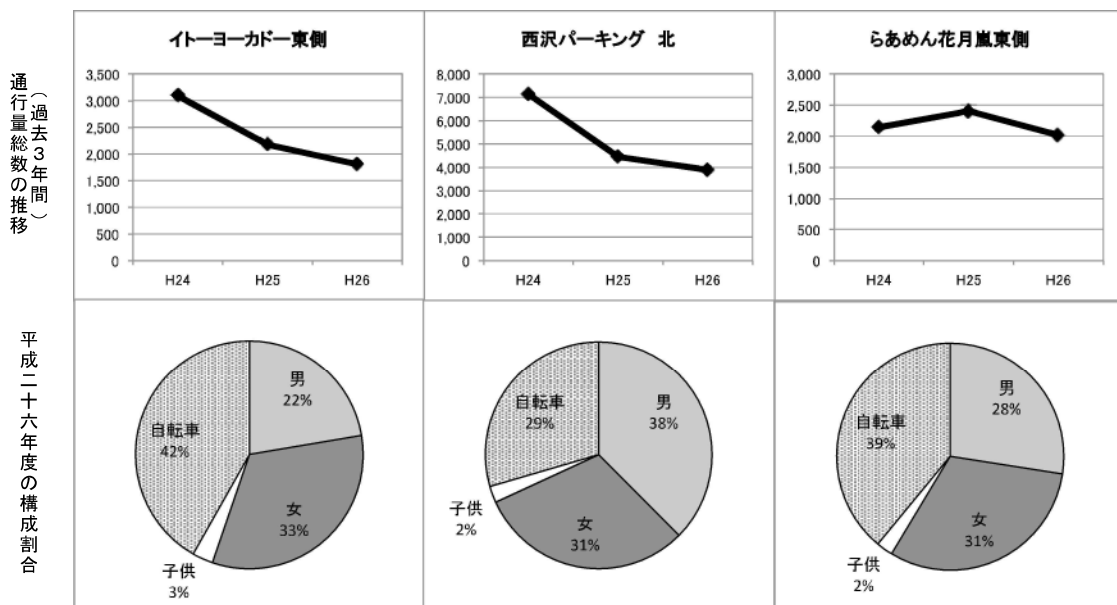 通行量総数の推移
（過去３年間）
イトーヨーカドー東側
3,500
3,000
2,500
2,000
1,500
1,000
500
0
H24 H25 H26
西沢パーキング 北
8,000
7,000
6,000
5,000
4,000
3,000
2,000
1,000
0
H24 H25 H26
らあめん花月嵐東側
3,000
2,500
2,000
1,500
1,000
500
0
H24 H25 H26
平成二十六年度の構成割合
男
22%
女
33%
子供
3%
自転車
42%
男
38%
女
31%
子供
2%
自転車
29%
男
28%
女
31%
子供
2%
自転車
39%